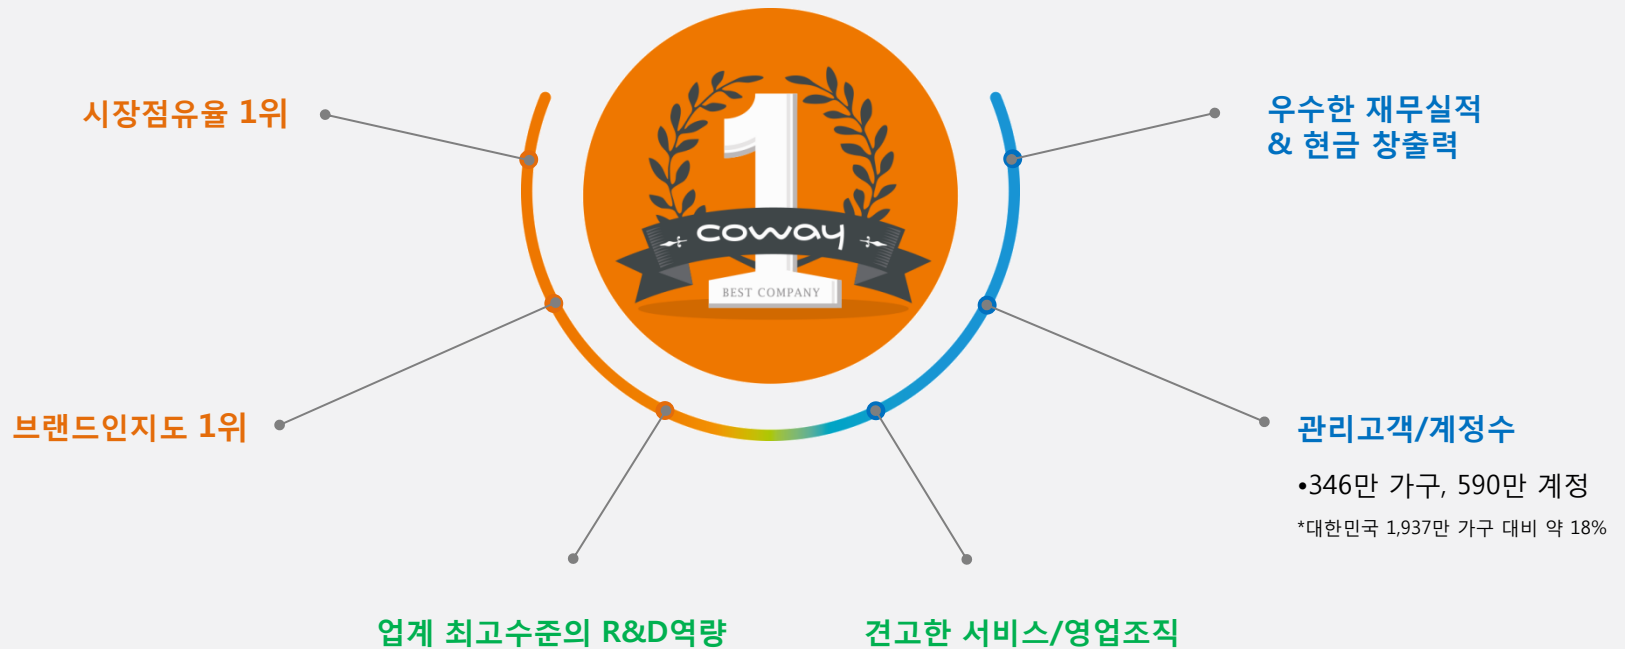 시장점유율 1위
우수한 재무실적
& 현금 창출력
1
coway
BEST COMPANY
브랜드인지도 1위
관리고객/계정수
•346만 가구, 590만 계정
*대한민국 1,937만 가구 대비 약 18%
업계 최고수준의 R&D역량
견고한 서비스/영업조직